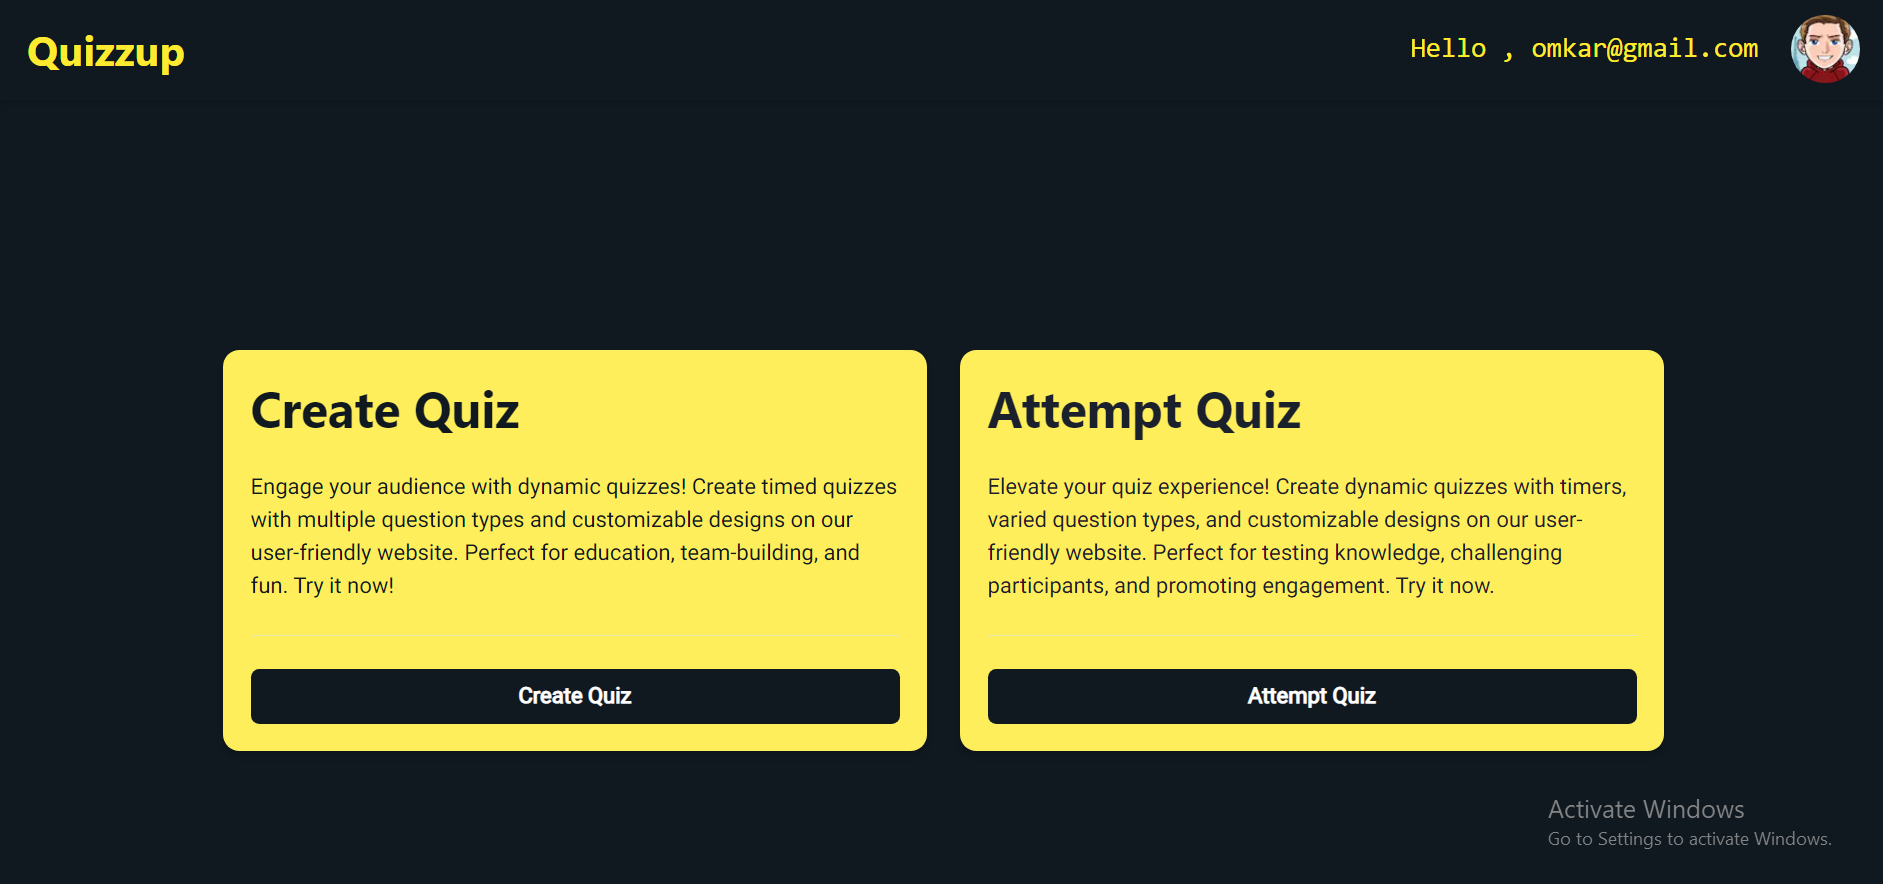 Quizzup
Hello , omkar@gmail.com
Create Quiz
Engage your audience with dynamic quizzes! Create timed quizzes
with multiple question types and customizable designs on our
user-friendly website. Perfect for education, team-building, and
fun. Try it now!
Create Quiz
Attempt Quiz
Elevate your quiz experience! Create dynamic quizzes with timers,
varied question types, and customizable designs on our user-
friendly website. Perfect for testing knowledge, challenging
participants, and promoting engagement. Try it now.
Attempt Quiz
Activate Windows
Go to Settings to activate Windows.